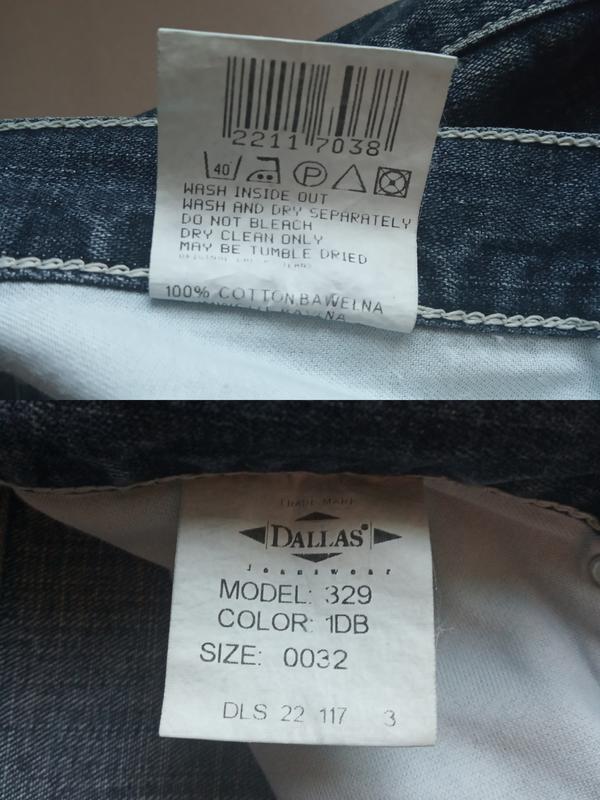 2211 7038
40
P
WASH INSIDE OUT
WASH AND DRY SEPARATELY
DO NOT BLEACH
DRY CLEAN ONLY
MAY BE TUMBLE DRIED
100% COTTON BAWEŁNA
TRADE MARK
DALLAS®
Jeanswear
MODEL: 329
COLOR: 1DB
SIZE: 0032
DLS 22 117 3